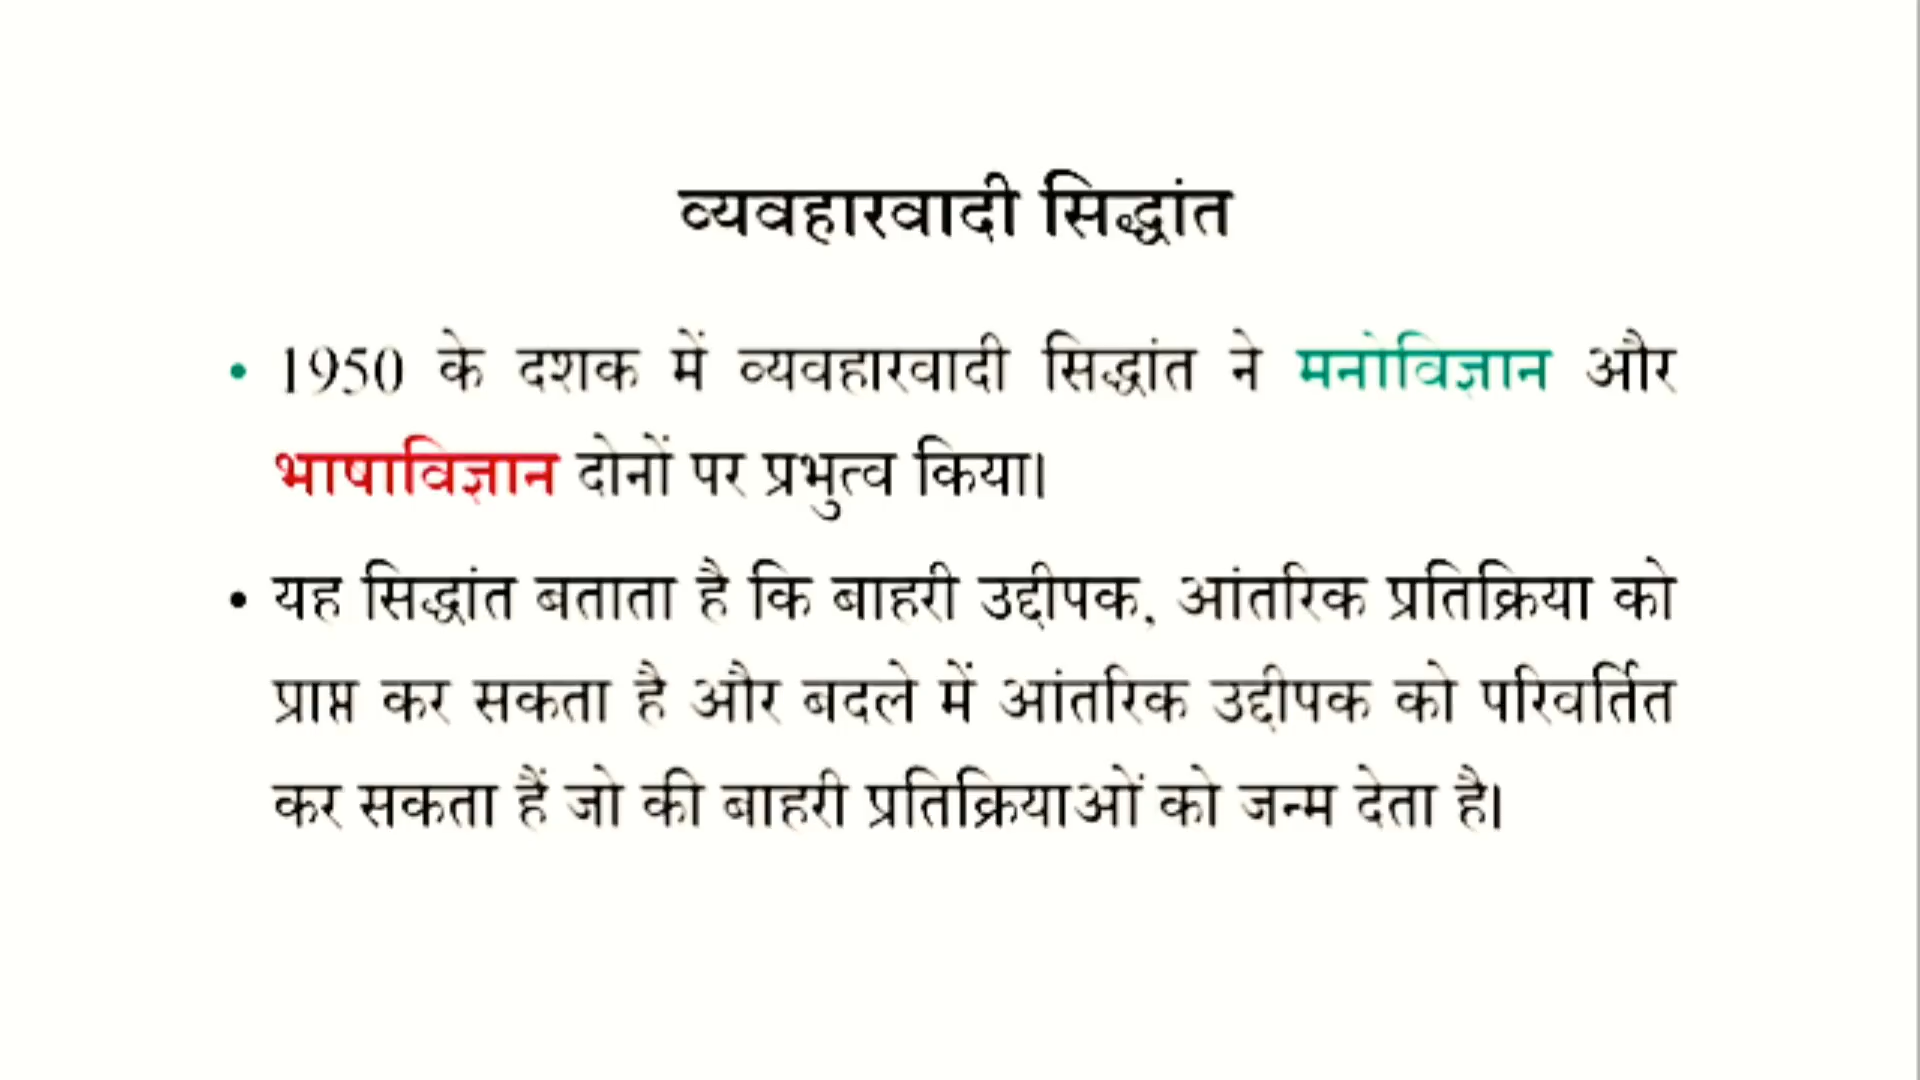 व्यवहारवादी सिद्धांत
• 1950 के दशक में व्यवहारवादी सिद्धांत ने मनोविज्ञान और
भाषाविज्ञान दोनों पर प्रभुत्व किया।
• यह सिद्धांत बताता है कि बाहरी उद्दीपक, आंतरिक प्रतिक्रिया को
प्राप्त कर सकता है और बदले में आंतरिक उद्दीपक को परिवर्तित
कर सकता हैं जो की बाहरी प्रतिक्रियाओं को जन्म देता है।